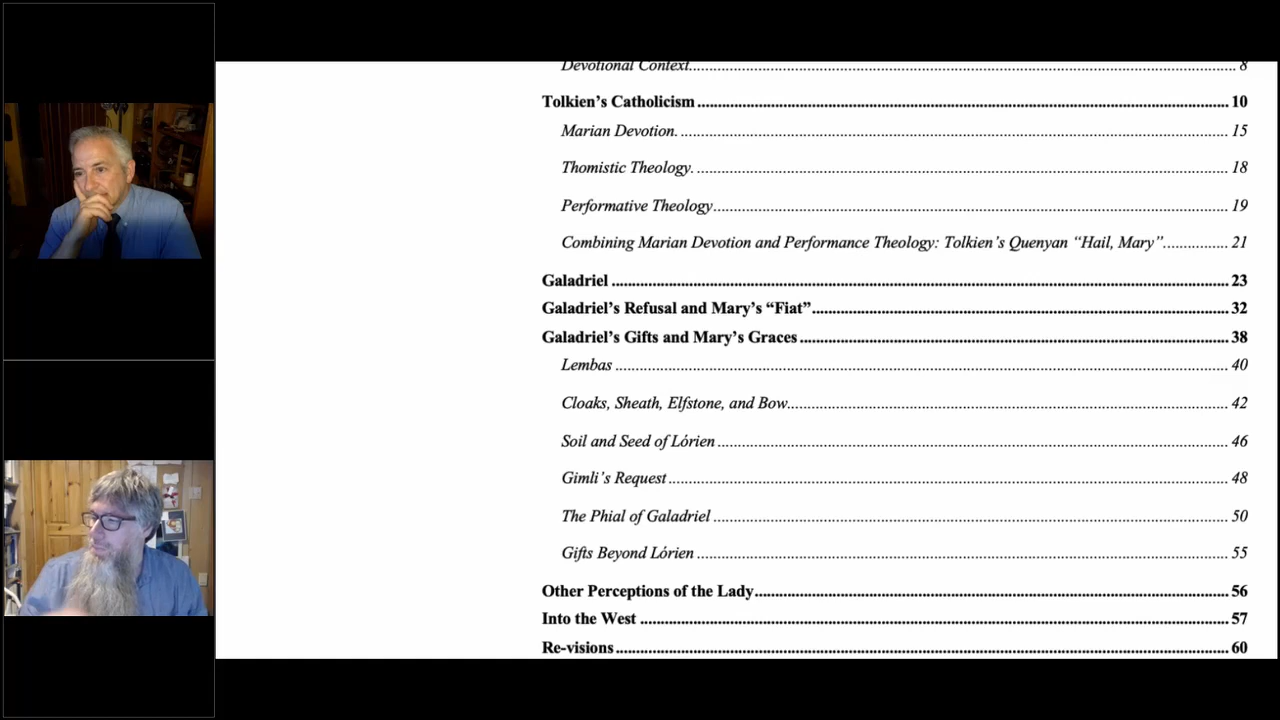 Devotional Context............8
Tolkien's Catholicism............10
Marian Devotion.............15
Thomistic Theology.............18
Performative Theology............19
Combining Marian Devotion and Performance Theology: Tolkien's Quenyan “Hail, Mary”............21
Galadriel............23
Galadriel's Refusal and Mary's “Fiat”............32
Galadriel's Gifts and Mary's Graces............38
Lembas............40
Cloaks, Sheath, Elfstone, and Bow............42
Soil and Seed of Lórien............46
Gimli's Request............48
The Phial of Galadriel............50
Gifts Beyond Lórien............55
Other Perceptions of the Lady............56
Into the West............57
Re-visions............60